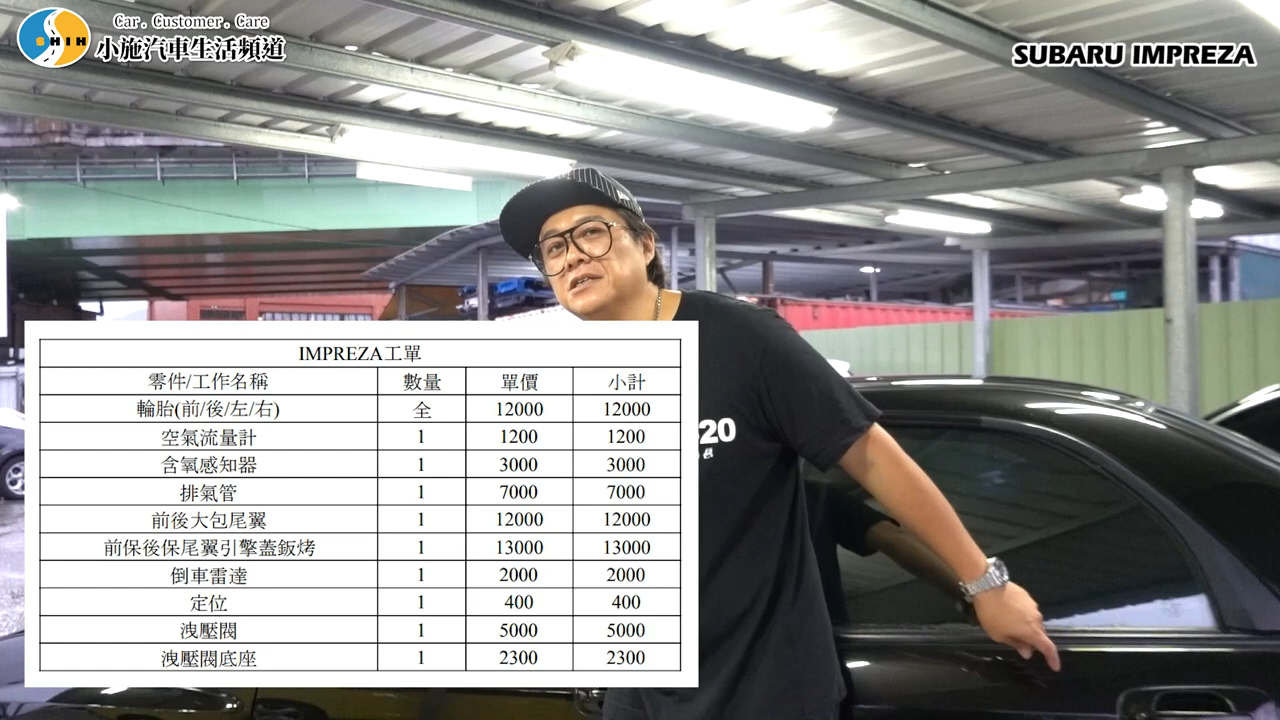 SHIH
Car. Customer. Care
小施汽車生活頻道
SUBARU IMPREZA
IMPREZA工單
零件/工作名稱 數量 單價 小計
輪胎(前/後/左/右) 全 12000 12000
空氣流量計 1 1200 1200
含氧感知器 1 3000 3000
排氣管 1 7000 7000
前後大包尾翼 1 12000 12000
前保後保尾翼引擎蓋鈑烤 1 13000 13000
倒車雷達 1 2000 2000
定位 1 400 400
洩壓閥 1 5000 5000
洩壓閥底座 1 2300 2300
20